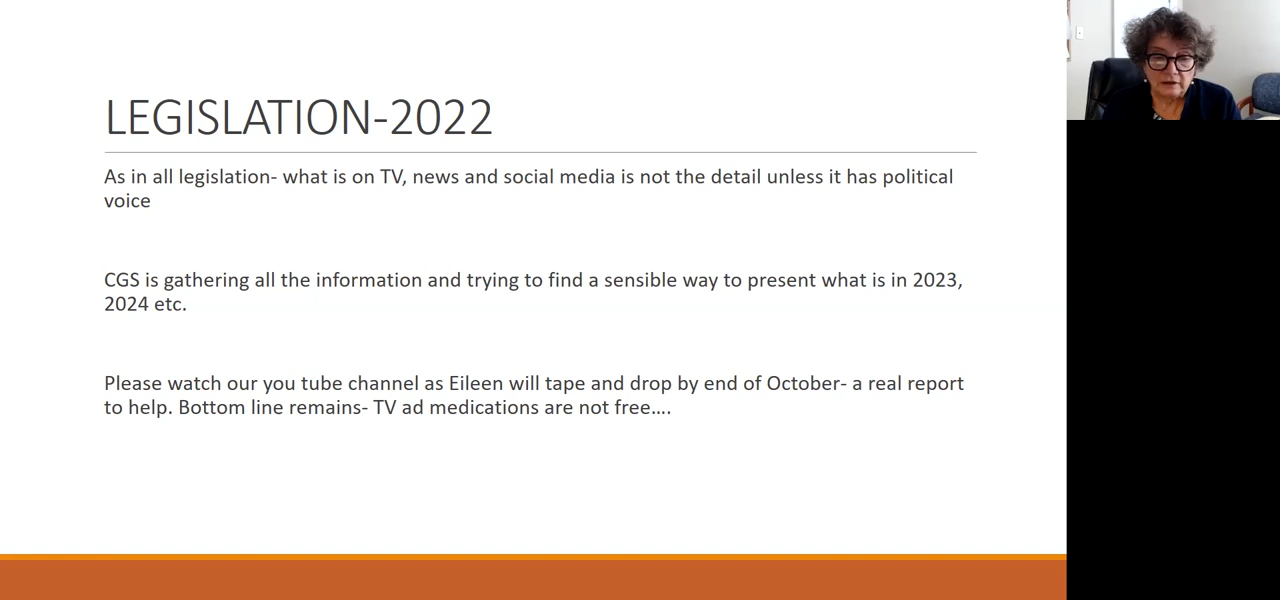 LEGISLATION-2022
As in all legislation- what is on TV, news and social media is not the detail unless it has political
voice
CGS is gathering all the information and trying to find a sensible way to present what is in 2023,
2024 etc.
Please watch our you tube channel as Eileen will tape and drop by end of October- a real report
to help. Bottom line remains- TV ad medications are not free....